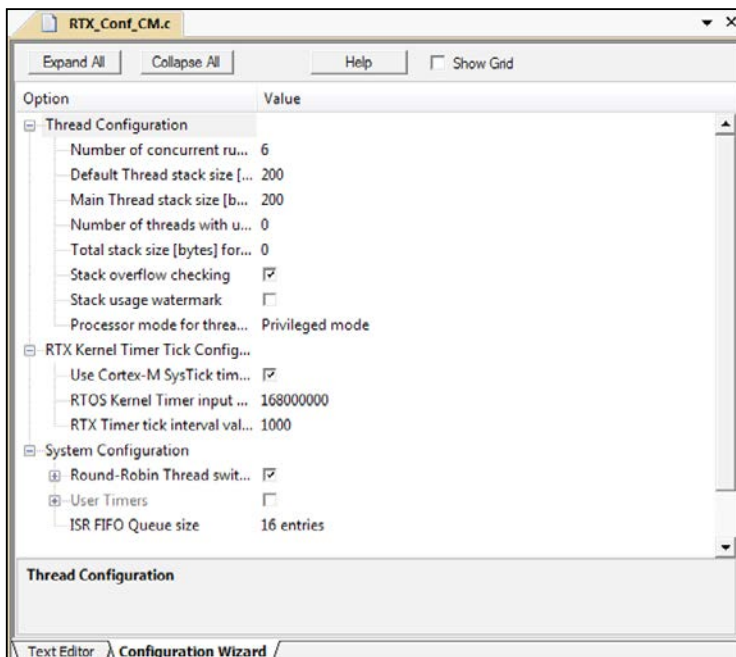 RTX_Conf_CM.c
Expand All Collapse All Help Show Grid
Option Value
Thread Configuration
Number of concurrent ru... 6
Default Thread stack size [... 200
Main Thread stack size [b... 200
Number of threads with u... 0
Total stack size [bytes] for... 0
Stack overflow checking
Stack usage watermark
Processor mode for threa... Privileged mode
RTX Kernel Timer Tick Config...
Use Cortex-M SysTick tim...
RTOS Kernel Timer input ... 168000000
RTX Timer tick interval val... 1000
System Configuration
Round-Robin Thread swit...
User Timers
ISR FIFO Queue size 16 entries
Thread Configuration
Text Editor Configuration Wizard